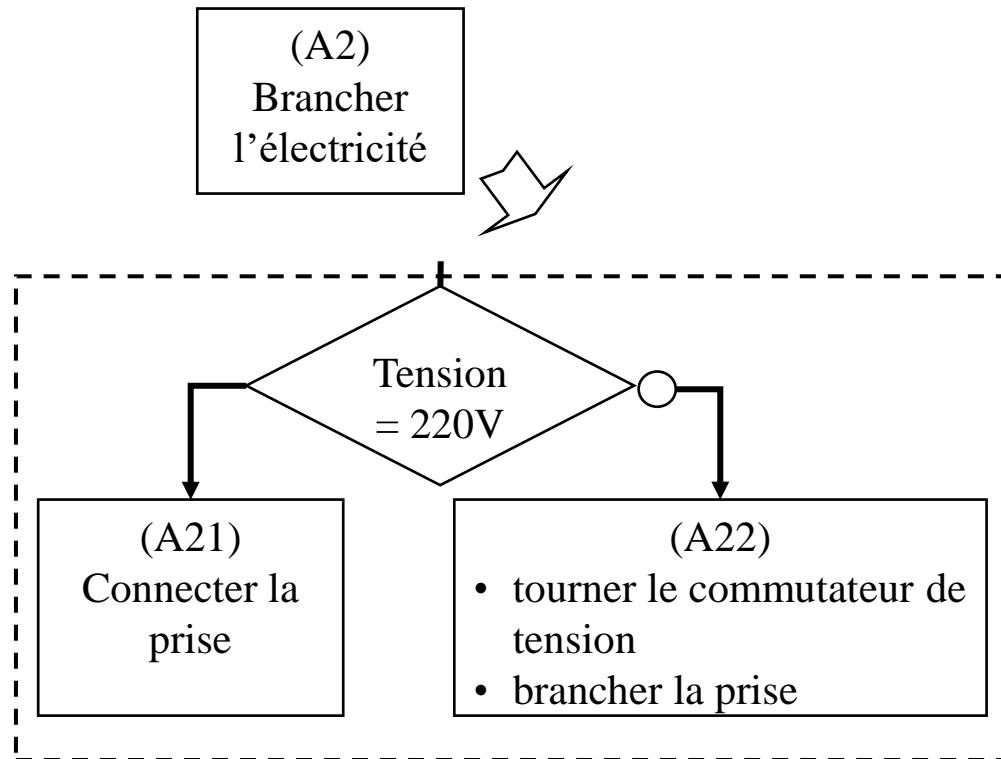 (A2)
Brancher
l’électricité
Tension
= 220V
(A21)
Connecter la
prise
(A22)
• tourner le commutateur de
tension
• brancher la prise